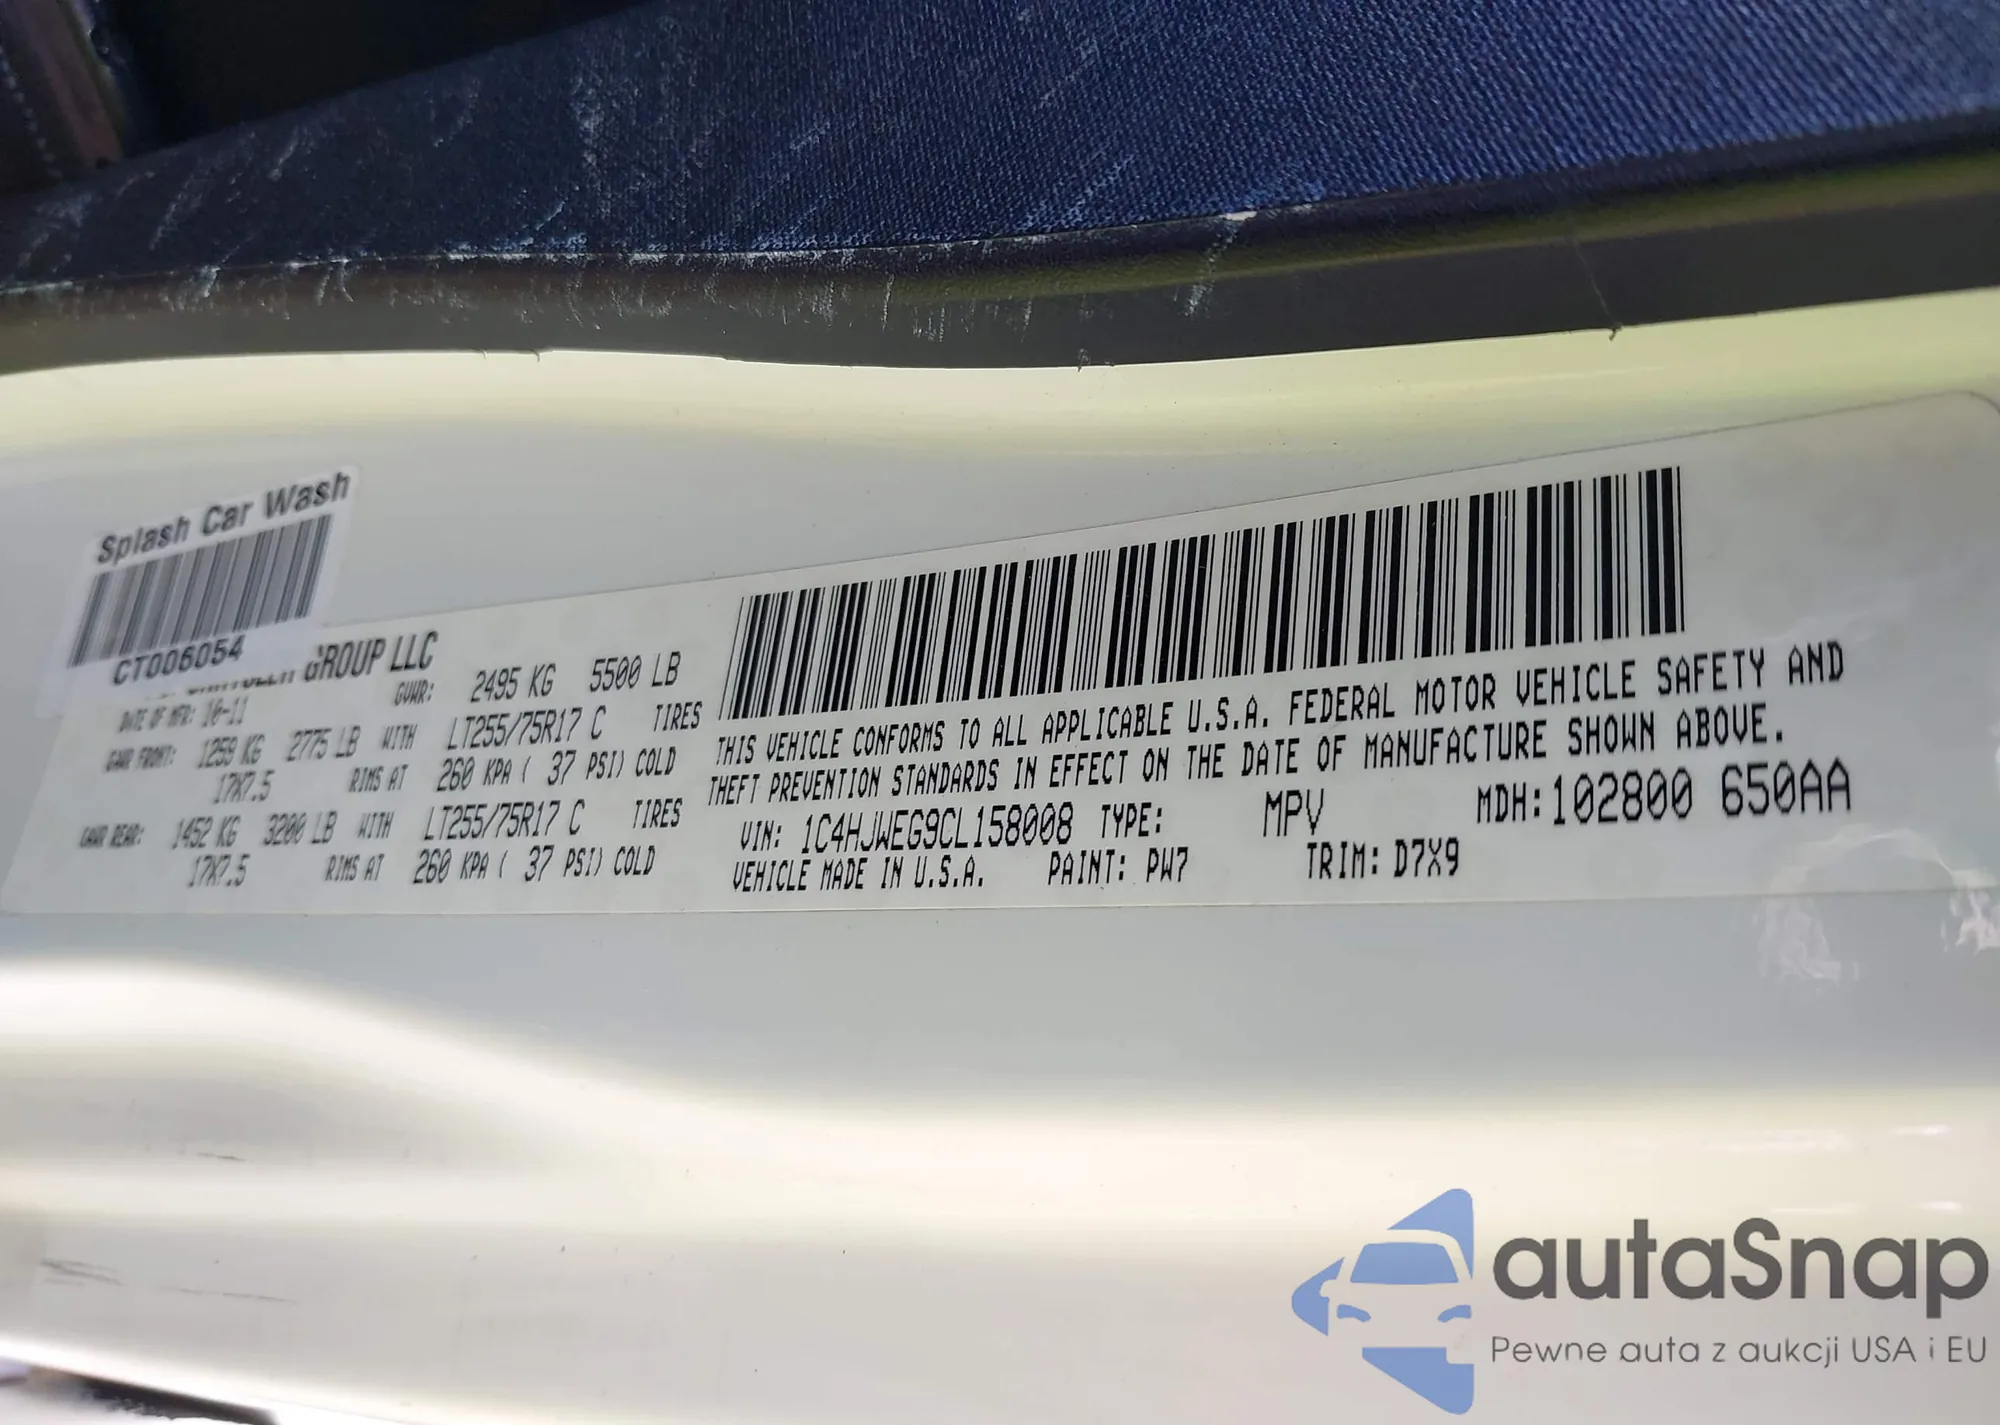 Splash Car Wash
CT006054
GROUP LLC
DATE OF MFR: 10-11 GVWR: 2495 KG 5500 LB
GAWR FRONT: 1259 KG 2775 LB WITH LT255/75R17 C TIRES
17X7.5 RIMS AT 260 KPA ( 37 PSI) COLD
GAWR REAR: 1452 KG 3200 LB WITH LT255/75R17 C TIRES
17X7.5 RIMS AT 260 KPA ( 37 PSI) COLD
THIS VEHICLE CONFORMS TO ALL APPLICABLE U.S.A. FEDERAL MOTOR VEHICLE SAFETY AND
THEFT PREVENTION STANDARDS IN EFFECT ON THE DATE OF MANUFACTURE SHOWN ABOVE.
VIN: 1C4HJWEG9CL158008 TYPE: MPV MDH: 102800 650AA
VEHICLE MADE IN U.S.A. PAINT: PW7 TRIM: D7X9
autaSnap
Pewne auta z aukcji USA i EU